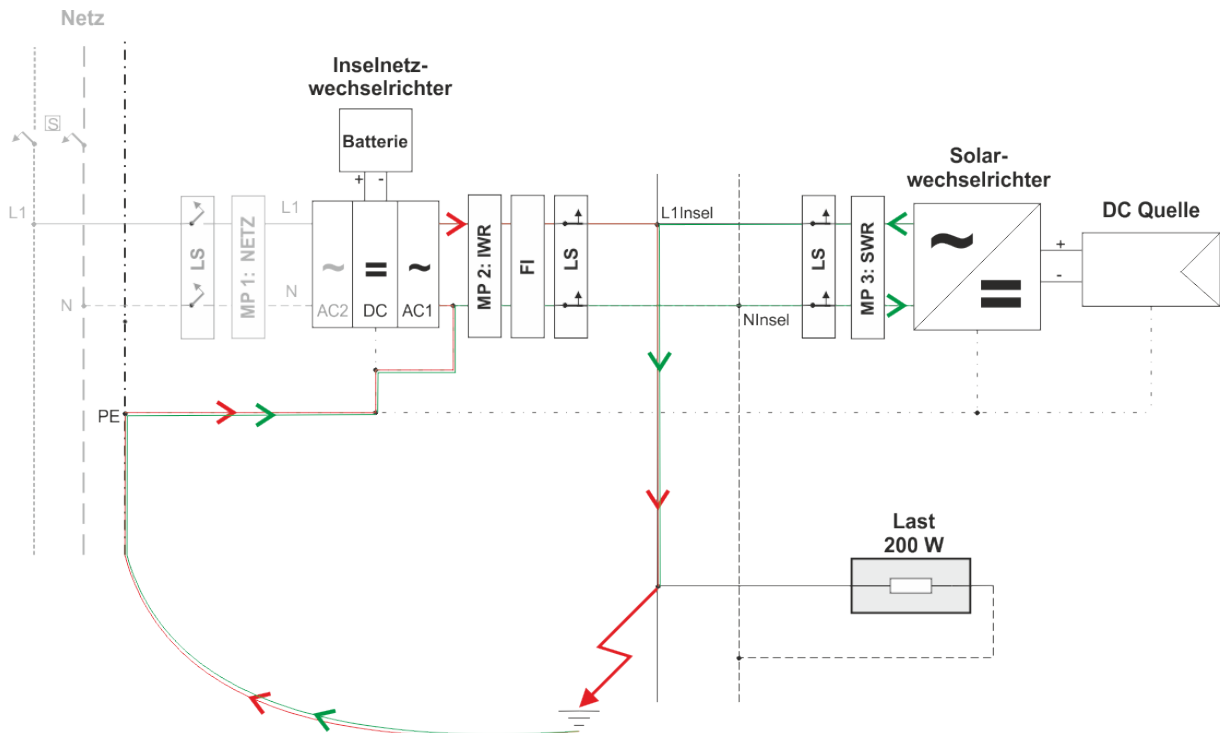 Netz
Inselnetz-
wechselrichter
Batterie
+ -
S
L1
LS
MP 1: NETZ
L1
N
N
~
=
~
AC2
DC
AC1
MP 2: IWR
FI
LS
L1Insel
NInsel
LS
MP 3: SWR
Solar-
wechselrichter
~
=
+
-
DC Quelle
PE
Last
200 W